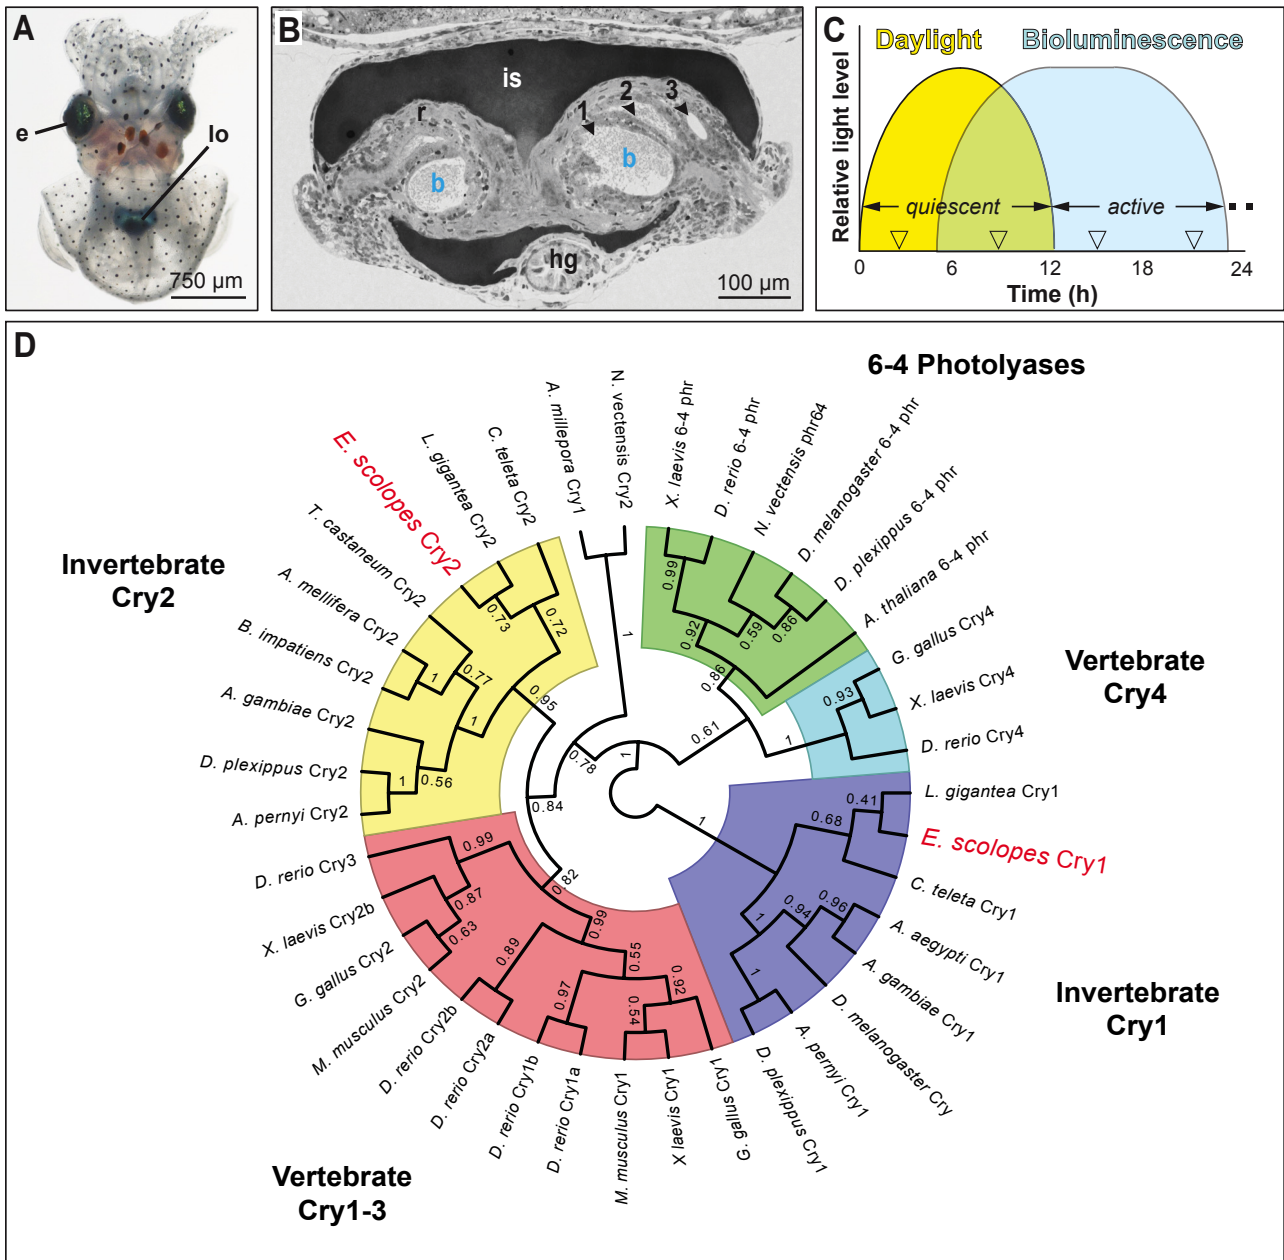 A
e
lo
750 µm
B
is
r
1
2
3
b
b
hg
100 µm
C
Daylight
Bioluminescence
Relative light level
quiescent
active
0
6
12
18
24
Time (h)
D
6-4 Photolyases
Invertebrate
Cry2
Vertebrate
Cry4
Invertebrate
Cry1
Vertebrate
Cry1-3
A. pernyi Cry2
D. plexippus Cry2
A. gambiae Cry2
B. impatiens Cry2
A. mellifera Cry2
T. castaneum Cry2
E. scolopes Cry2
L. gigantea Cry2
C. teleta Cry2
A. millepora Cry1
N. vectensis Cry2
X. laevis 6-4 phr
D. rerio 6-4 phr
N. vectensis phr64
D. melanogaster 6-4 phr
D. plexippus 6-4 phr
A. thaliana 6-4 phr
G. gallus Cry4
X. laevis Cry4
D. rerio Cry4
L. gigantea Cry1
E. scolopes Cry1
C. teleta Cry1
A. aegypti Cry1
A. gambiae Cry1
D. melanogaster Cry
A. pernyi Cry1
D. plexippus Cry1
G. gallus Cry1
X laevis Cry1
M. musculus Cry1
D. rerio Cry1a
D. rerio Cry1b
D. rerio Cry2a
D. rerio Cry2b
M. musculus Cry2
G. gallus Cry2
X. laevis Cry2b
D. rerio Cry3
0.73
0.72
0.77
1
1
0.56
1
0.95
1
0.99
0.92
0.59
0.86
0.86
0.93
1
0.61
1
0.78
0.84
0.82
1
0.41
0.68
0.96
0.94
1
1
0.99
0.87
0.63
0.99
0.89
0.55
0.97
0.92
0.54